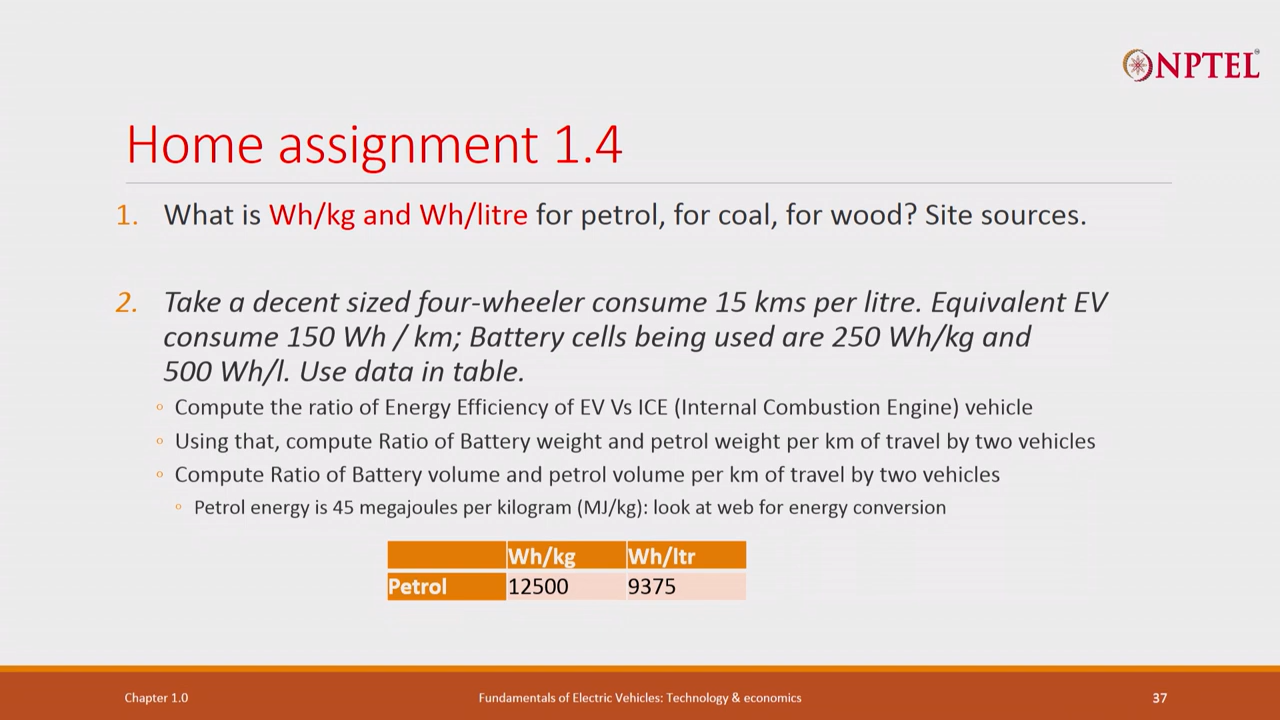 NPTEL
Home assignment 1.4
1. What is Wh/kg and Wh/litre for petrol, for coal, for wood? Site sources.
2. Take a decent sized four-wheeler consume 15 kms per litre. Equivalent EV
consume 150 Wh / km; Battery cells being used are 250 Wh/kg and
500 Wh/l. Use data in table.
◦ Compute the ratio of Energy Efficiency of EV Vs ICE (Internal Combustion Engine) vehicle
◦ Using that, compute Ratio of Battery weight and petrol weight per km of travel by two vehicles
◦ Compute Ratio of Battery volume and petrol volume per km of travel by two vehicles
◦ Petrol energy is 45 megajoules per kilogram (MJ/kg): look at web for energy conversion
Wh/kg Wh/ltr
Petrol 12500 9375
Chapter 1.0 Fundamentals of Electric Vehicles: Technology & economics 37